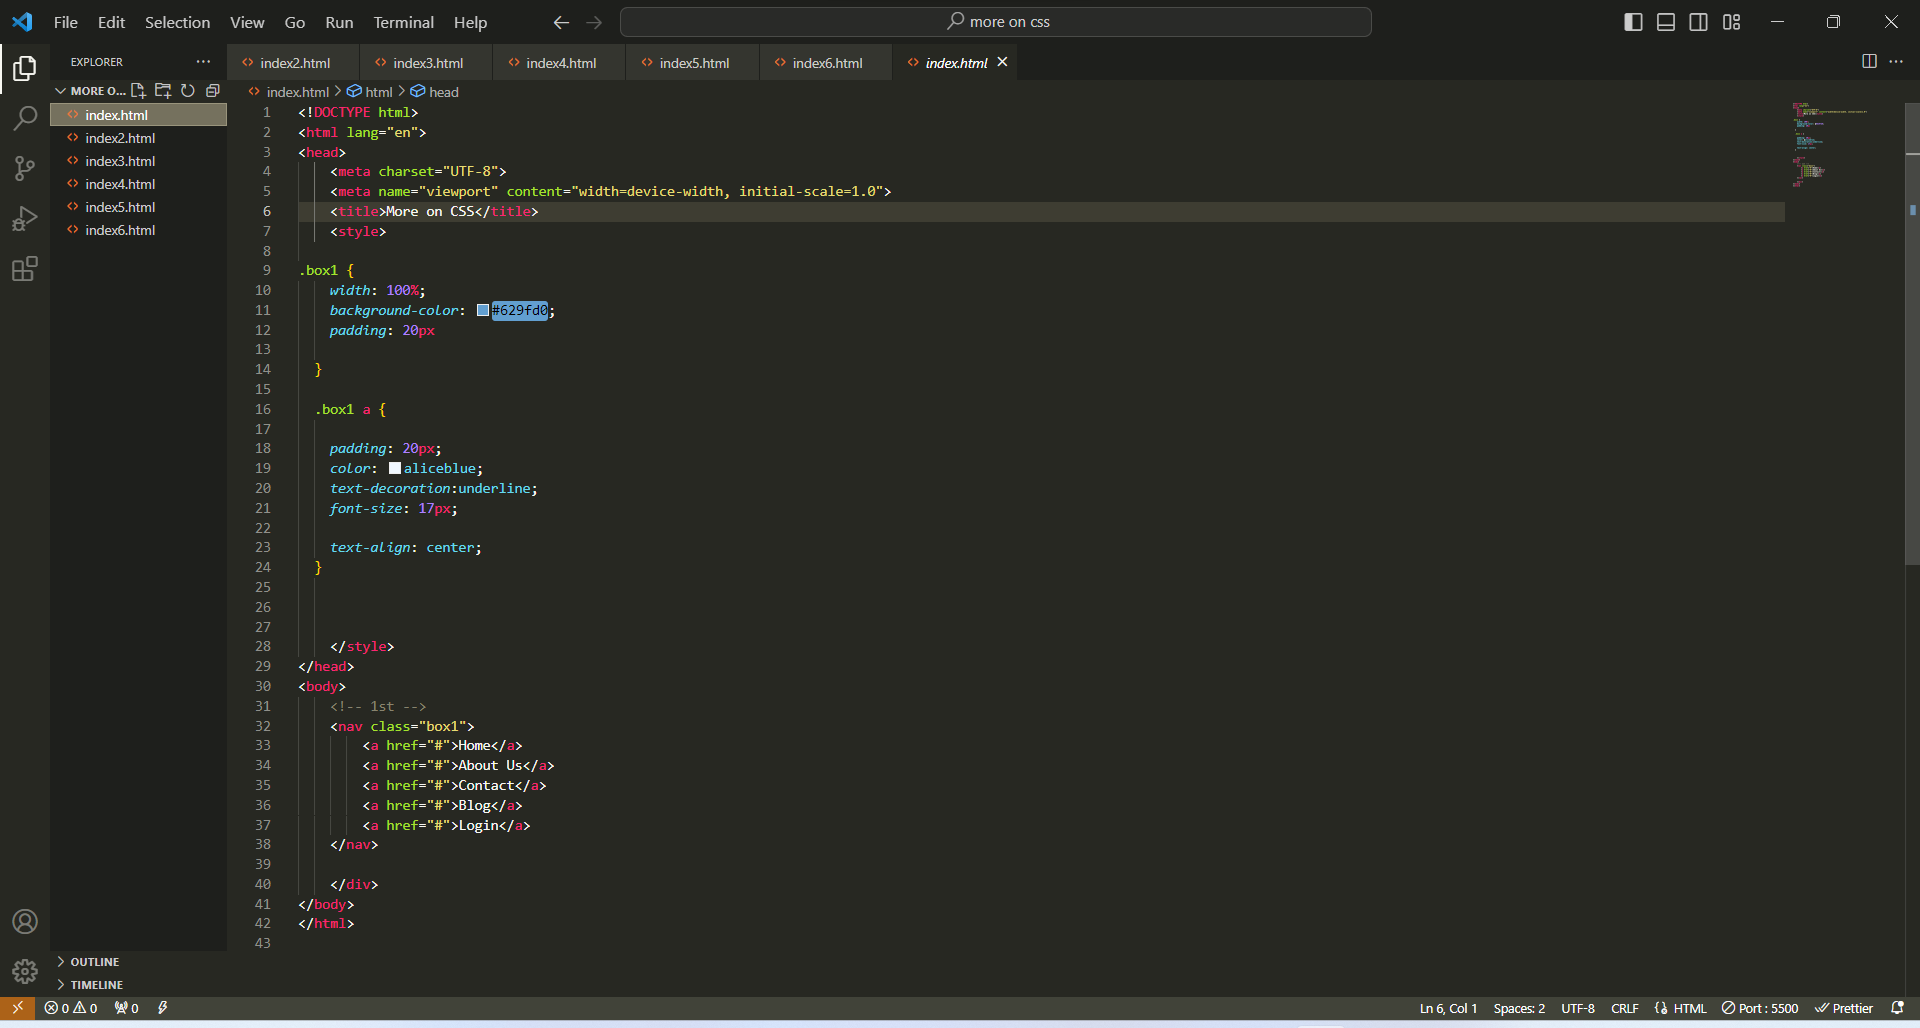 File Edit Selection View Go Run Terminal Help
more on css
EXPLORER
index2.html index3.html index4.html index5.html index6.html index.html
MORE O...
index.html > html > head
index.html
index2.html
index3.html
index4.html
index5.html
index6.html
1 <!DOCTYPE html>
2 <html lang="en">
3 <head>
4 <meta charset="UTF-8">
5 <meta name="viewport" content="width=device-width, initial-scale=1.0">
6 <title>More on CSS</title>
7 <style>
8
9 .box1 {
10 width: 100%;
11 background-color: #629fd0;
12 padding: 20px
13
14 }
15
16 .box1 a {
17
18 padding: 20px;
19 color: aliceblue;
20 text-decoration:underline;
21 font-size: 17px;
22
23 text-align: center;
24 }
25
26
27
28 </style>
29 </head>
30 <body>
31 <!-- 1st -->
32 <nav class="box1">
33 <a href="#">Home</a>
34 <a href="#">About Us</a>
35 <a href="#">Contact</a>
36 <a href="#">Blog</a>
37 <a href="#">Login</a>
38 </nav>
39
40 </div>
41 </body>
42 </html>
43
OUTLINE
TIMELINE
0 0 0 Ln 6, Col 1 Spaces: 2 UTF-8 CRLF HTML Port : 5500 Prettier